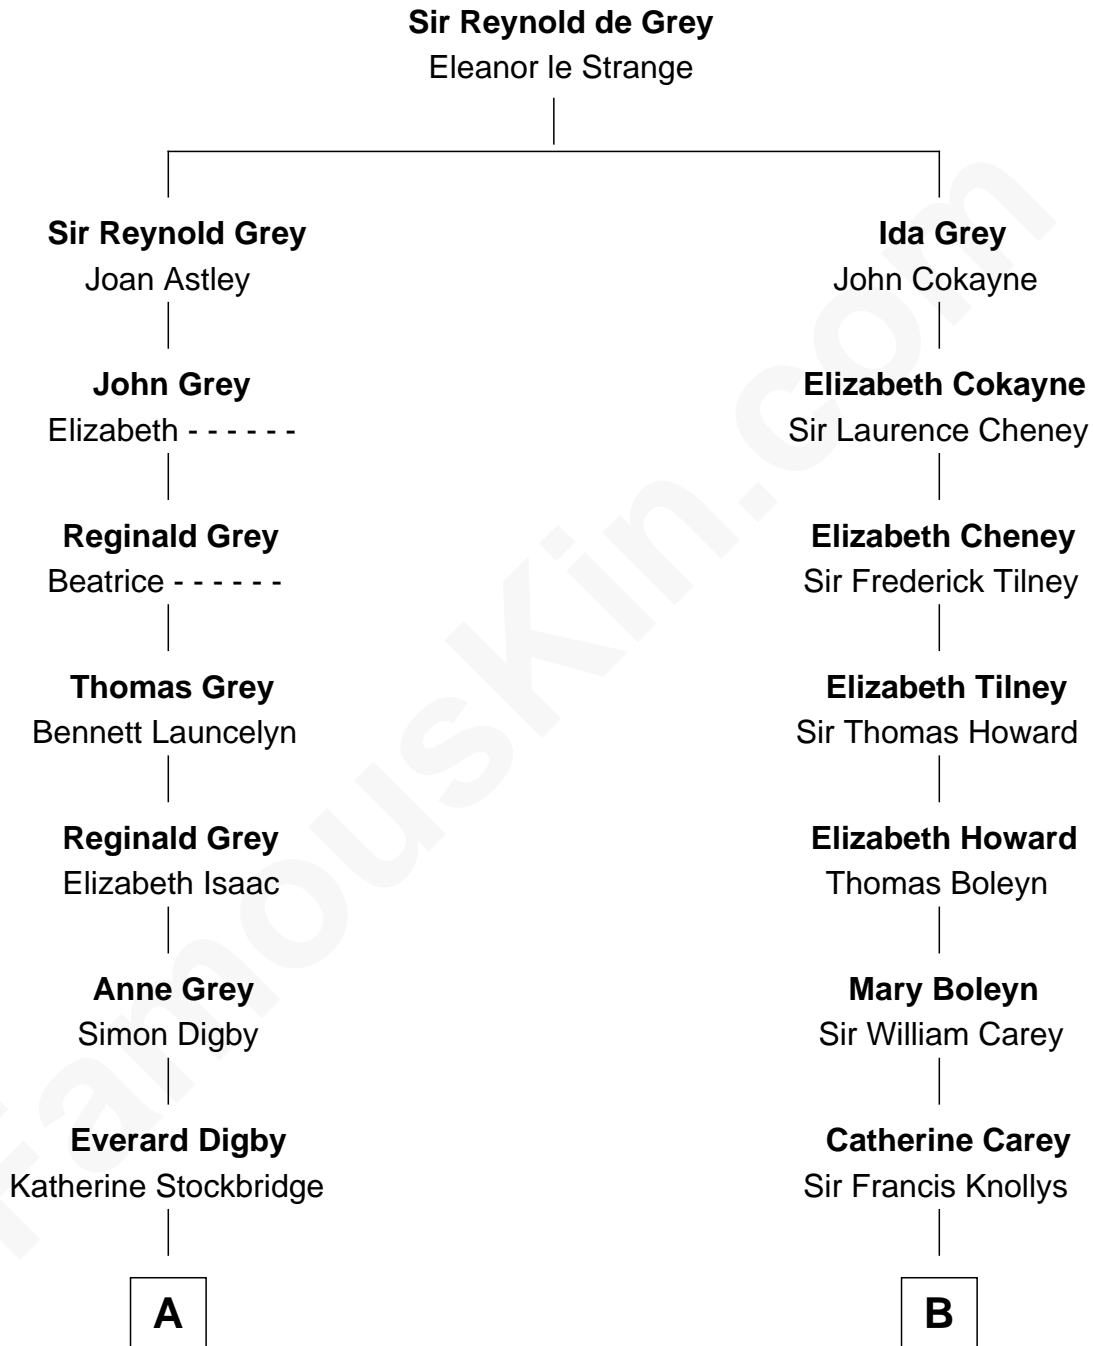 Sir Reynold de Grey
Eleanor le Strange
Sir Reynold Grey
Joan Astley
John Grey
Elizabeth - - - - - -
Reginald Grey
Beatrice - - - - - -
Thomas Grey
Bennett Launcelyn
Reginald Grey
Elizabeth Isaac
Anne Grey
Simon Digby
Everard Digby
Katherine Stockbridge
A
Ida Grey
John Cokayne
Elizabeth Cokayne
Sir Laurence Cheney
Elizabeth Cheney
Sir Frederick Tilney
Elizabeth Tilney
Sir Thomas Howard
Elizabeth Howard
Thomas Boleyn
Mary Boleyn
Sir William Carey
Catherine Carey
Sir Francis Knollys
B
FamousKin.com